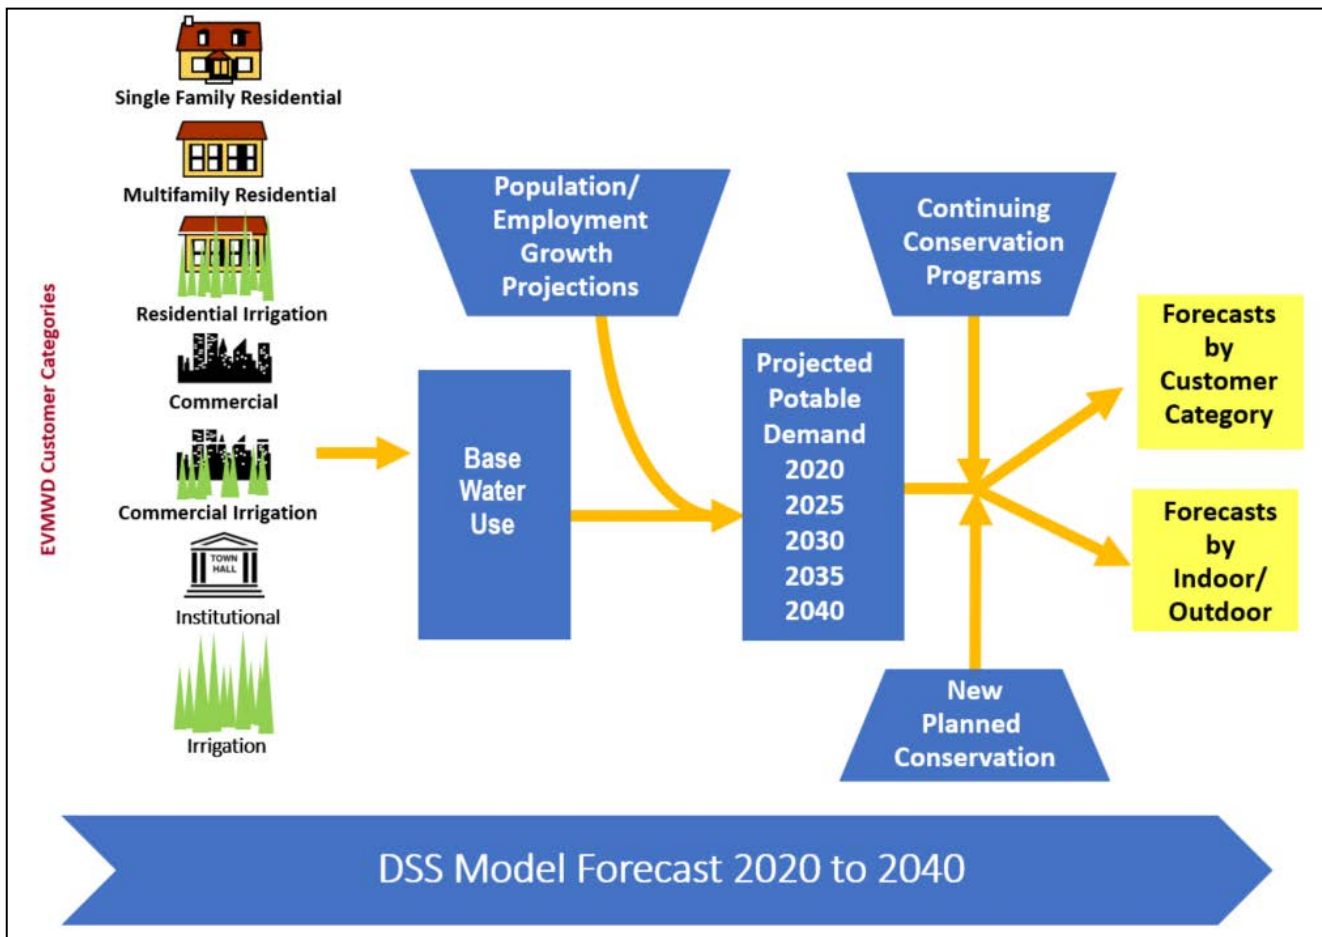 EVMWD Customer Categories
Single Family Residential
Multifamily Residential
Residential Irrigation
Commercial
Commercial Irrigation
TOWN
HALL
Institutional
Irrigation
Base
Water
Use
Population/
Employment
Growth
Projections
Projected
Potable
Demand
2020
2025
2030
2035
2040
Continuing
Conservation
Programs
New
Planned
Conservation
Forecasts
by
Customer
Category
Forecasts
by
Indoor/
Outdoor
DSS Model Forecast 2020 to 2040